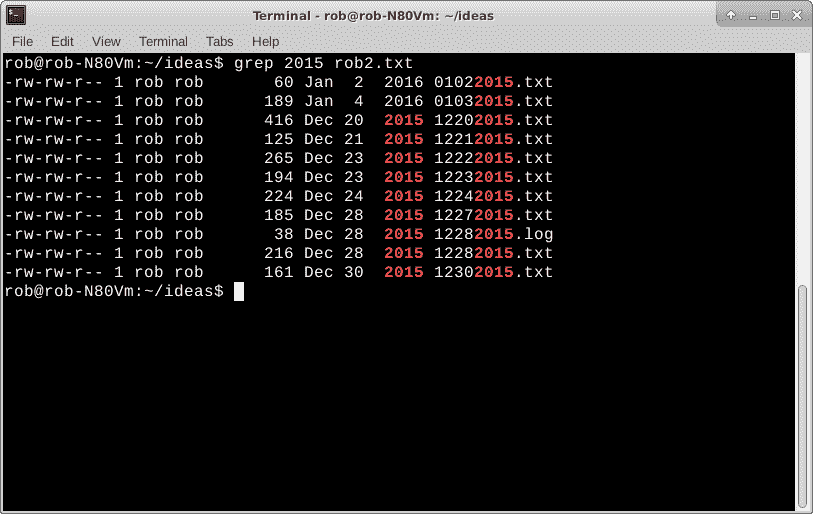 Terminal - rob@rob-N80Vm: ~/ideas
File Edit View Terminal Tabs Help
rob@rob-N80Vm:~/ideas$ grep 2015 rob2.txt
-rw-rw-r-- 1 rob rob       60 Jan  2  2016 01022015.txt
-rw-rw-r-- 1 rob rob      189 Jan  4  2016 01032015.txt
-rw-rw-r-- 1 rob rob      416 Dec 20  2015 12202015.txt
-rw-rw-r-- 1 rob rob      125 Dec 21  2015 12212015.txt
-rw-rw-r-- 1 rob rob      265 Dec 23  2015 12222015.txt
-rw-rw-r-- 1 rob rob      194 Dec 23  2015 12232015.txt
-rw-rw-r-- 1 rob rob      224 Dec 24  2015 12242015.txt
-rw-rw-r-- 1 rob rob      185 Dec 28  2015 12272015.txt
-rw-rw-r-- 1 rob rob       38 Dec 28  2015 12282015.log
-rw-rw-r-- 1 rob rob      216 Dec 28  2015 12282015.txt
-rw-rw-r-- 1 rob rob      161 Dec 30  2015 12302015.txt
rob@rob-N80Vm:~/ideas$